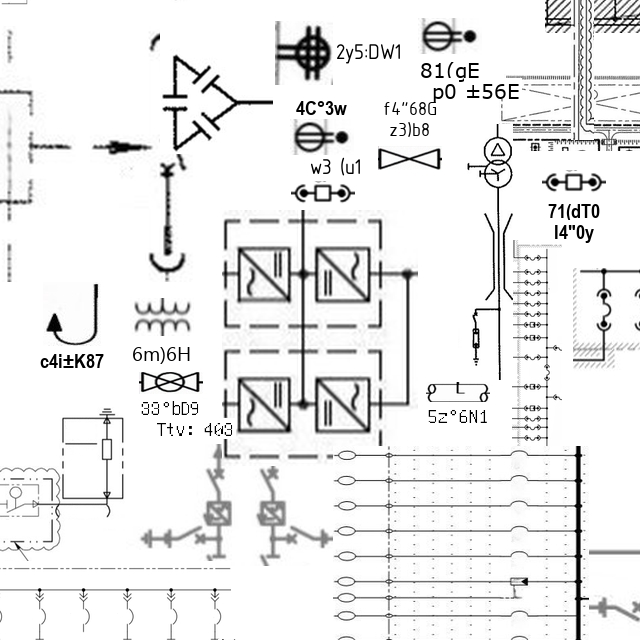 2y5:DW1
81(gE
p0 ±56E
4C°3w
f4"68G
z3)b8
w3 (u1
71(dT0
I4"0y
c4i±K87
6m)6H
33°bD9
Ttv: 403
5z°6N1
L